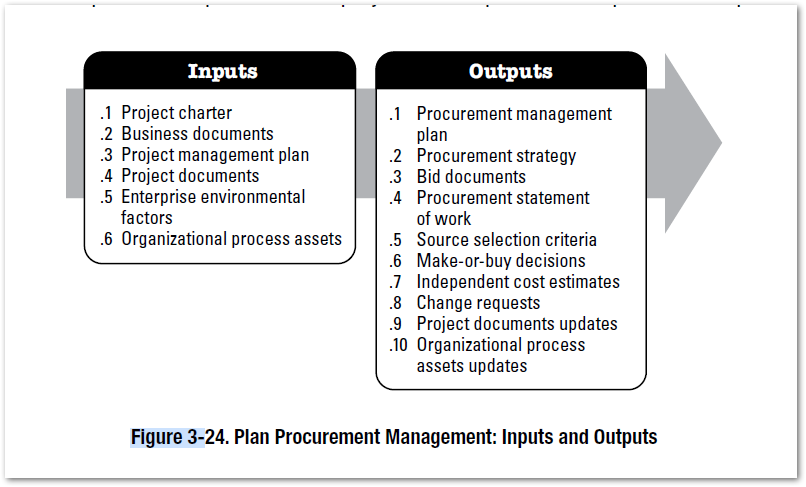 Inputs
.1 Project charter
.2 Business documents
.3 Project management plan
.4 Project documents
.5 Enterprise environmental
factors
.6 Organizational process assets
Outputs
.1 Procurement management
plan
.2 Procurement strategy
.3 Bid documents
.4 Procurement statement
of work
.5 Source selection criteria
.6 Make-or-buy decisions
.7 Independent cost estimates
.8 Change requests
.9 Project documents updates
.10 Organizational process
assets updates
Figure 3-24. Plan Procurement Management: Inputs and Outputs